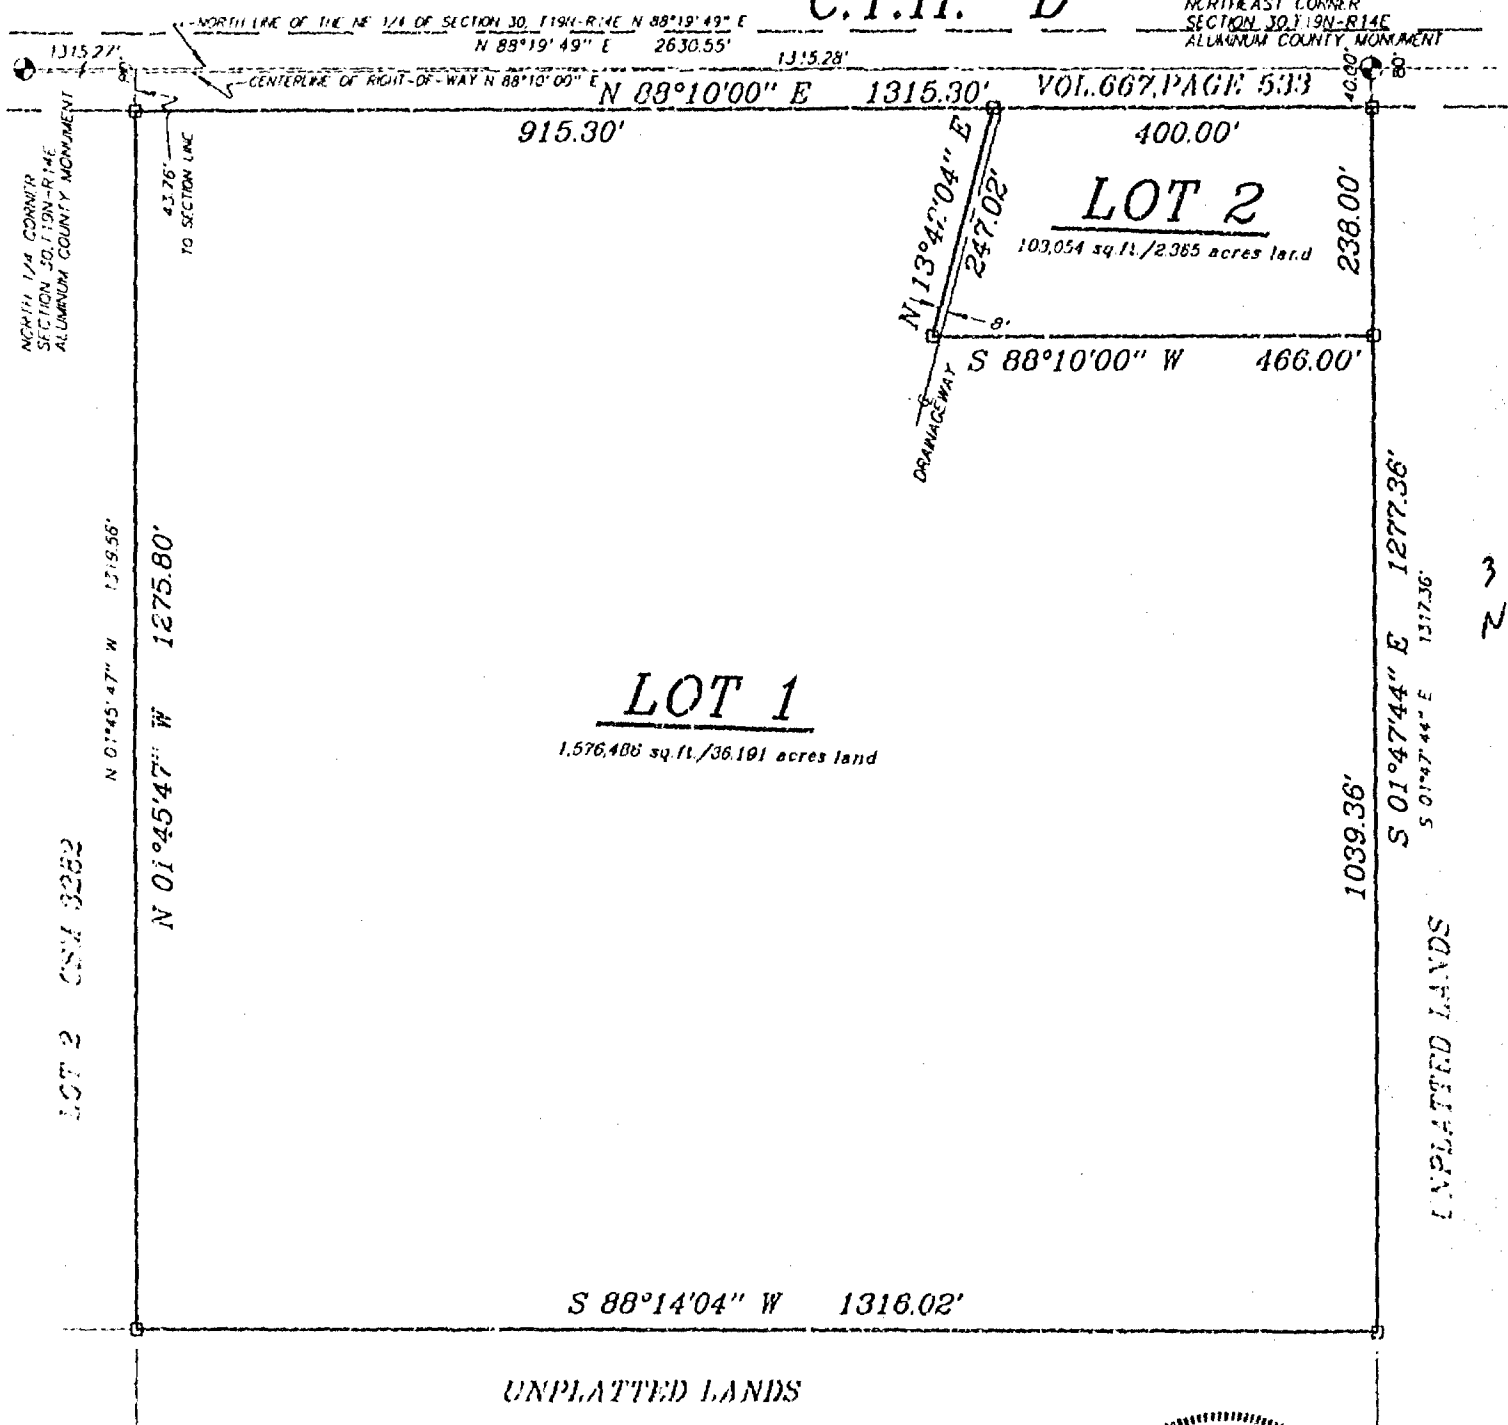 C.T.H. "D"
NORTHEAST CORNER
SECTION 30,T19N-R14E
ALUMINUM COUNTY MONUMENT
NORTH LINE OF THE NE 1/4 OF SECTION 30, T19N-R14E N 88°19'49" E
N 88°19'49" E 2630.55'
1315.27'
1315.28'
CENTERLINE OF RIGHT-OF-WAY N 88°10'00" E
N 88°10'00" E 1315.30'
VOL.667,PAGE 533
40.00'
80'
915.30'
400.00'
NORTH 1/4 CORNER
SECTION 30,T19N-R14E
ALUMINUM COUNTY MONUMENT
43.76'
TO SECTION LINE
N 13°42'04" E
247.02'
LOT 2
103,054 sq.ft./2.365 acres land
238.00'
8'
S 88°10'00" W 466.00'
DRAINAGEWAY
N 01°45'47" W 1319.56'
N 01°45'47" W 1275.80'
S 01°47'44" E 1277.36'
S 01°47'44" E 1317.36'
3
N
LOT 1
1,576,486 sq.ft./36.191 acres land
1039.36'
LOT 2 CSM 3282
UNPLATTED LANDS
S 88°14'04" W 1316.02'
UNPLATTED LANDS